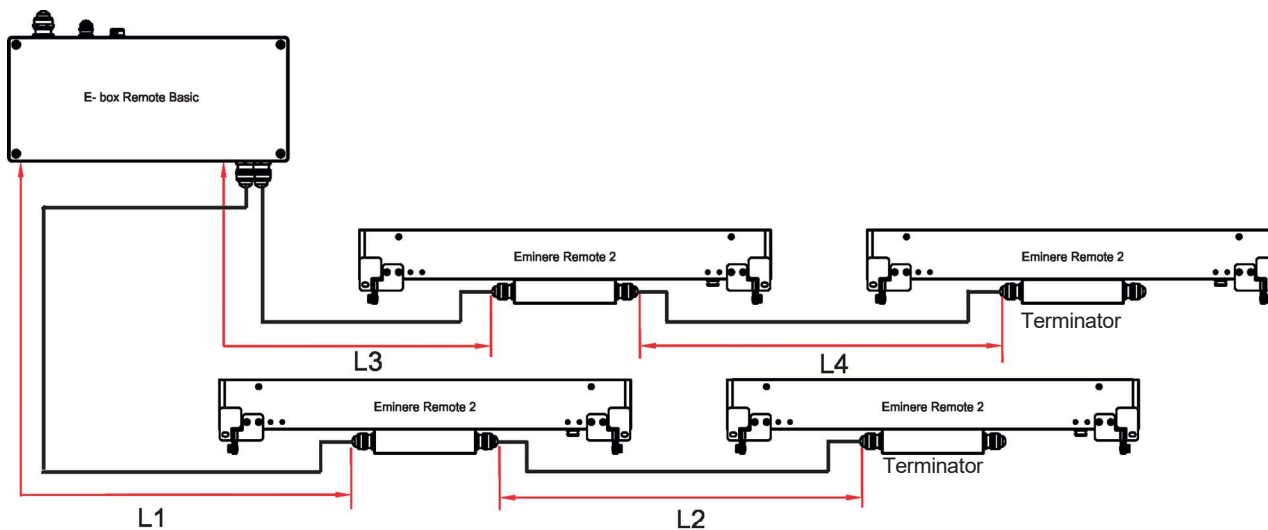 E- box Remote Basic
Eminere Remote 2
Eminere Remote 2
Terminator
L3
L4
Eminere Remote 2
Eminere Remote 2
Terminator
L1
L2